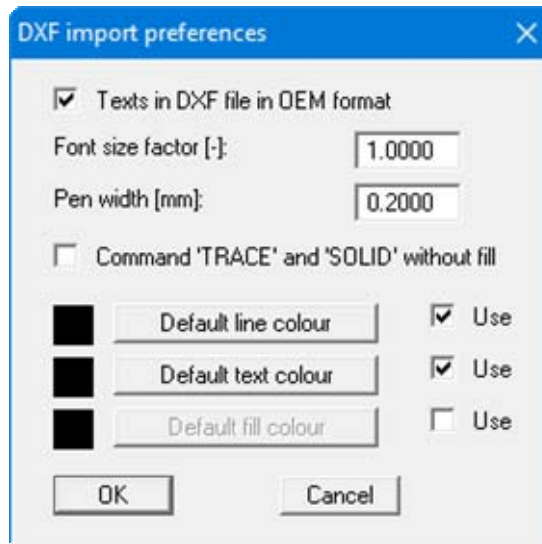 DXF import preferences
Texts in DXF file in OEM format
Font size factor [-]: 1.0000
Pen width [mm]: 0.2000
Command 'TRACE' and 'SOLID' without fill
Default line colour Use
Default text colour Use
Default fill colour Use
OK Cancel